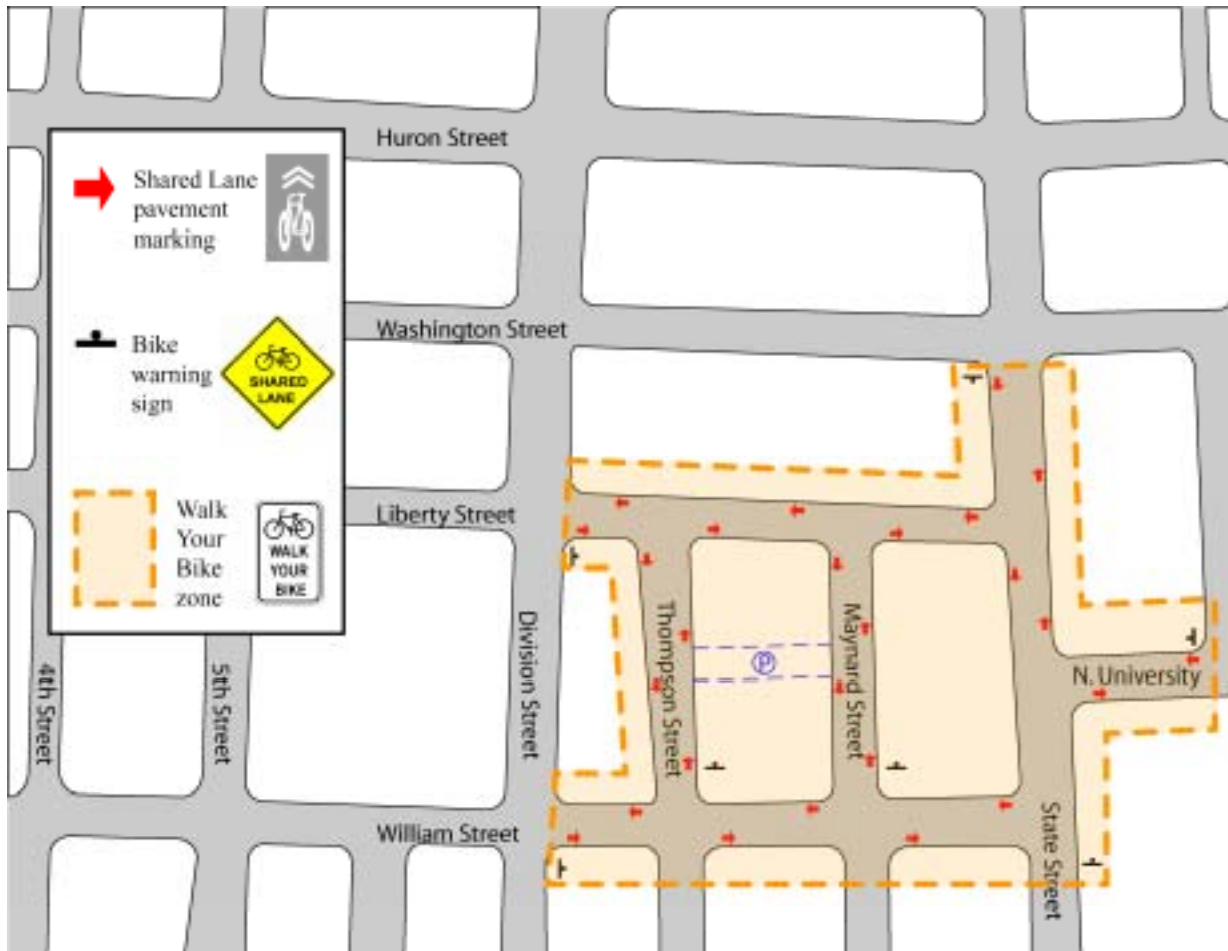 Huron Street
Shared Lane
pavement
marking
Washington Street
Bike
warning
sign
SHARED
LANE
Walk
Your
Bike
zone
WALK
YOUR
BIKE
Liberty Street
4th Street
5th Street
Division Street
Thompson Street
P
Maynard Street
N. University
William Street
State Street